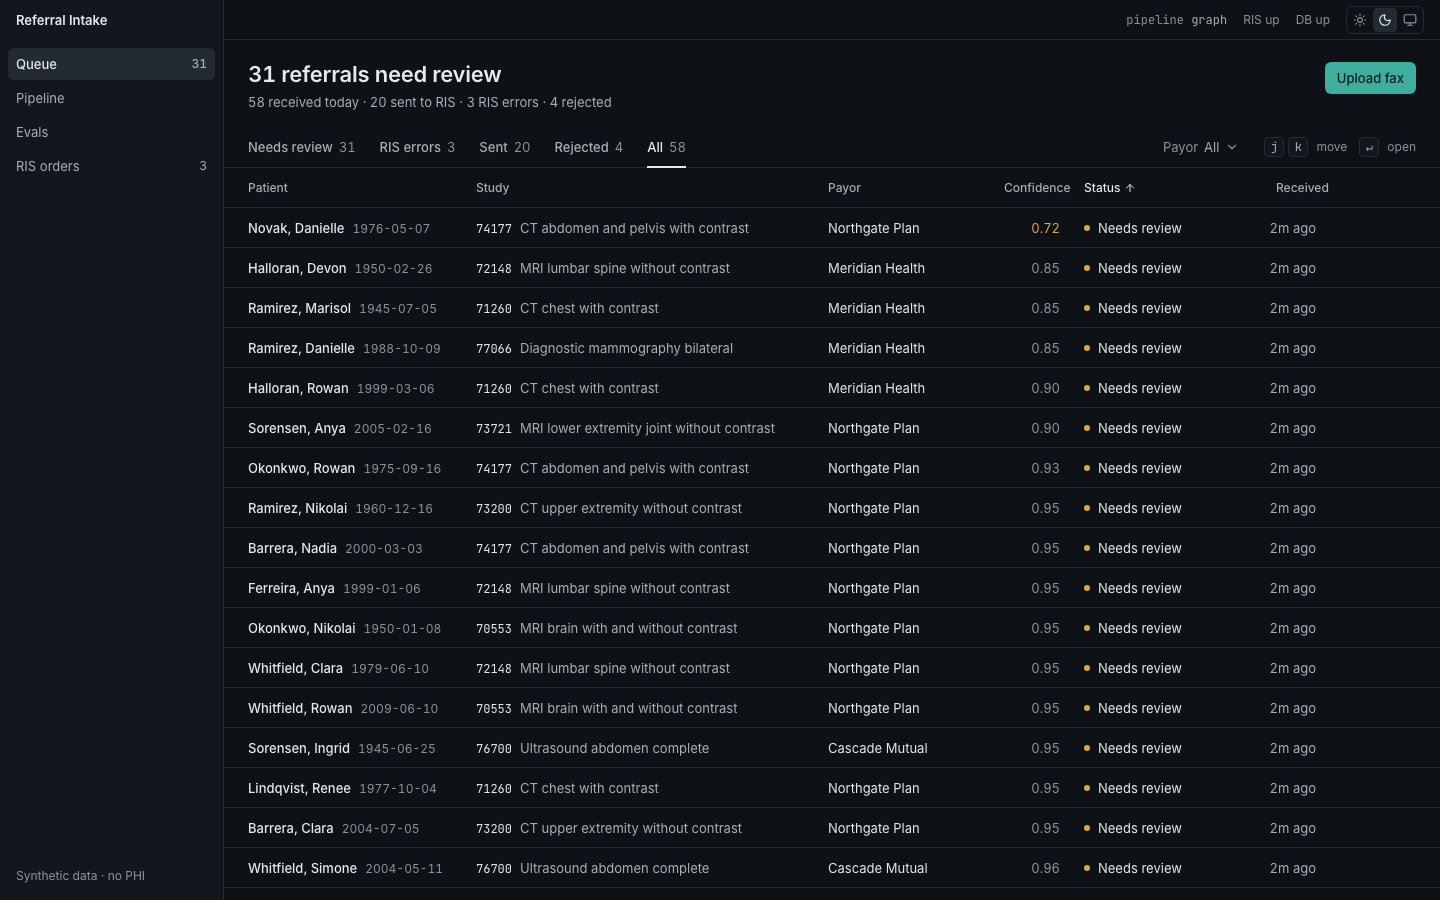 Referral Intake
pipeline graph RIS up DB up
Queue 31
Pipeline
Evals
RIS orders 3
31 referrals need review
58 received today · 20 sent to RIS · 3 RIS errors · 4 rejected
Upload fax
Needs review 31 RIS errors 3 Sent 20 Rejected 4 All 58 Payor All j k move ↵ open
Patient Study Payor Confidence Status ↑ Received
Novak, Danielle 1976-05-07 74177 CT abdomen and pelvis with contrast Northgate Plan 0.72 Needs review 2m ago
Halloran, Devon 1950-02-26 72148 MRI lumbar spine without contrast Meridian Health 0.85 Needs review 2m ago
Ramirez, Marisol 1945-07-05 71260 CT chest with contrast Meridian Health 0.85 Needs review 2m ago
Ramirez, Danielle 1988-10-09 77066 Diagnostic mammography bilateral Meridian Health 0.85 Needs review 2m ago
Halloran, Rowan 1999-03-06 71260 CT chest with contrast Meridian Health 0.90 Needs review 2m ago
Sorensen, Anya 2005-02-16 73721 MRI lower extremity joint without contrast Northgate Plan 0.90 Needs review 2m ago
Okonkwo, Rowan 1975-09-16 74177 CT abdomen and pelvis with contrast Northgate Plan 0.93 Needs review 2m ago
Ramirez, Nikolai 1960-12-16 73200 CT upper extremity without contrast Northgate Plan 0.95 Needs review 2m ago
Barrera, Nadia 2000-03-03 74177 CT abdomen and pelvis with contrast Northgate Plan 0.95 Needs review 2m ago
Ferreira, Anya 1999-01-06 72148 MRI lumbar spine without contrast Northgate Plan 0.95 Needs review 2m ago
Okonkwo, Nikolai 1950-01-08 70553 MRI brain with and without contrast Northgate Plan 0.95 Needs review 2m ago
Whitfield, Clara 1979-06-10 72148 MRI lumbar spine without contrast Northgate Plan 0.95 Needs review 2m ago
Whitfield, Rowan 2009-06-10 70553 MRI brain with and without contrast Northgate Plan 0.95 Needs review 2m ago
Sorensen, Ingrid 1945-06-25 76700 Ultrasound abdomen complete Cascade Mutual 0.95 Needs review 2m ago
Lindqvist, Renee 1977-10-04 71260 CT chest with contrast Northgate Plan 0.95 Needs review 2m ago
Barrera, Clara 2004-07-05 73200 CT upper extremity without contrast Northgate Plan 0.95 Needs review 2m ago
Whitfield, Simone 2004-05-11 76700 Ultrasound abdomen complete Cascade Mutual 0.96 Needs review 2m ago
Synthetic data · no PHI